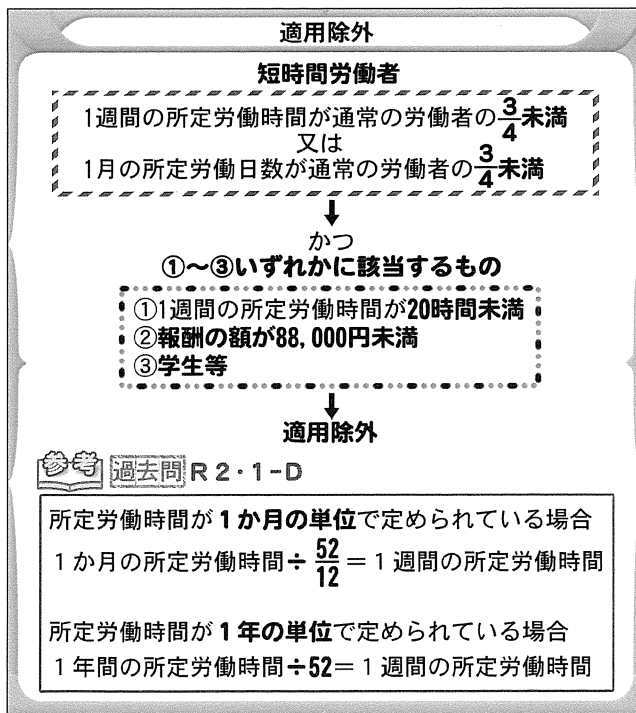 適用除外
短時間労働者
1週間の所定労働時間が通常の労働者の3/4未満
又は
1月の所定労働日数が通常の労働者の3/4未満
↓
かつ
①～③いずれかに該当するもの
①1週間の所定労働時間が20時間未満
②報酬の額が88,000円未満
③学生等
↓
適用除外
参考 過去問 R2・1-D
所定労働時間が1か月の単位で定められている場合
1か月の所定労働時間÷52/12＝1週間の所定労働時間
所定労働時間が1年の単位で定められている場合
1年間の所定労働時間÷52＝1週間の所定労働時間